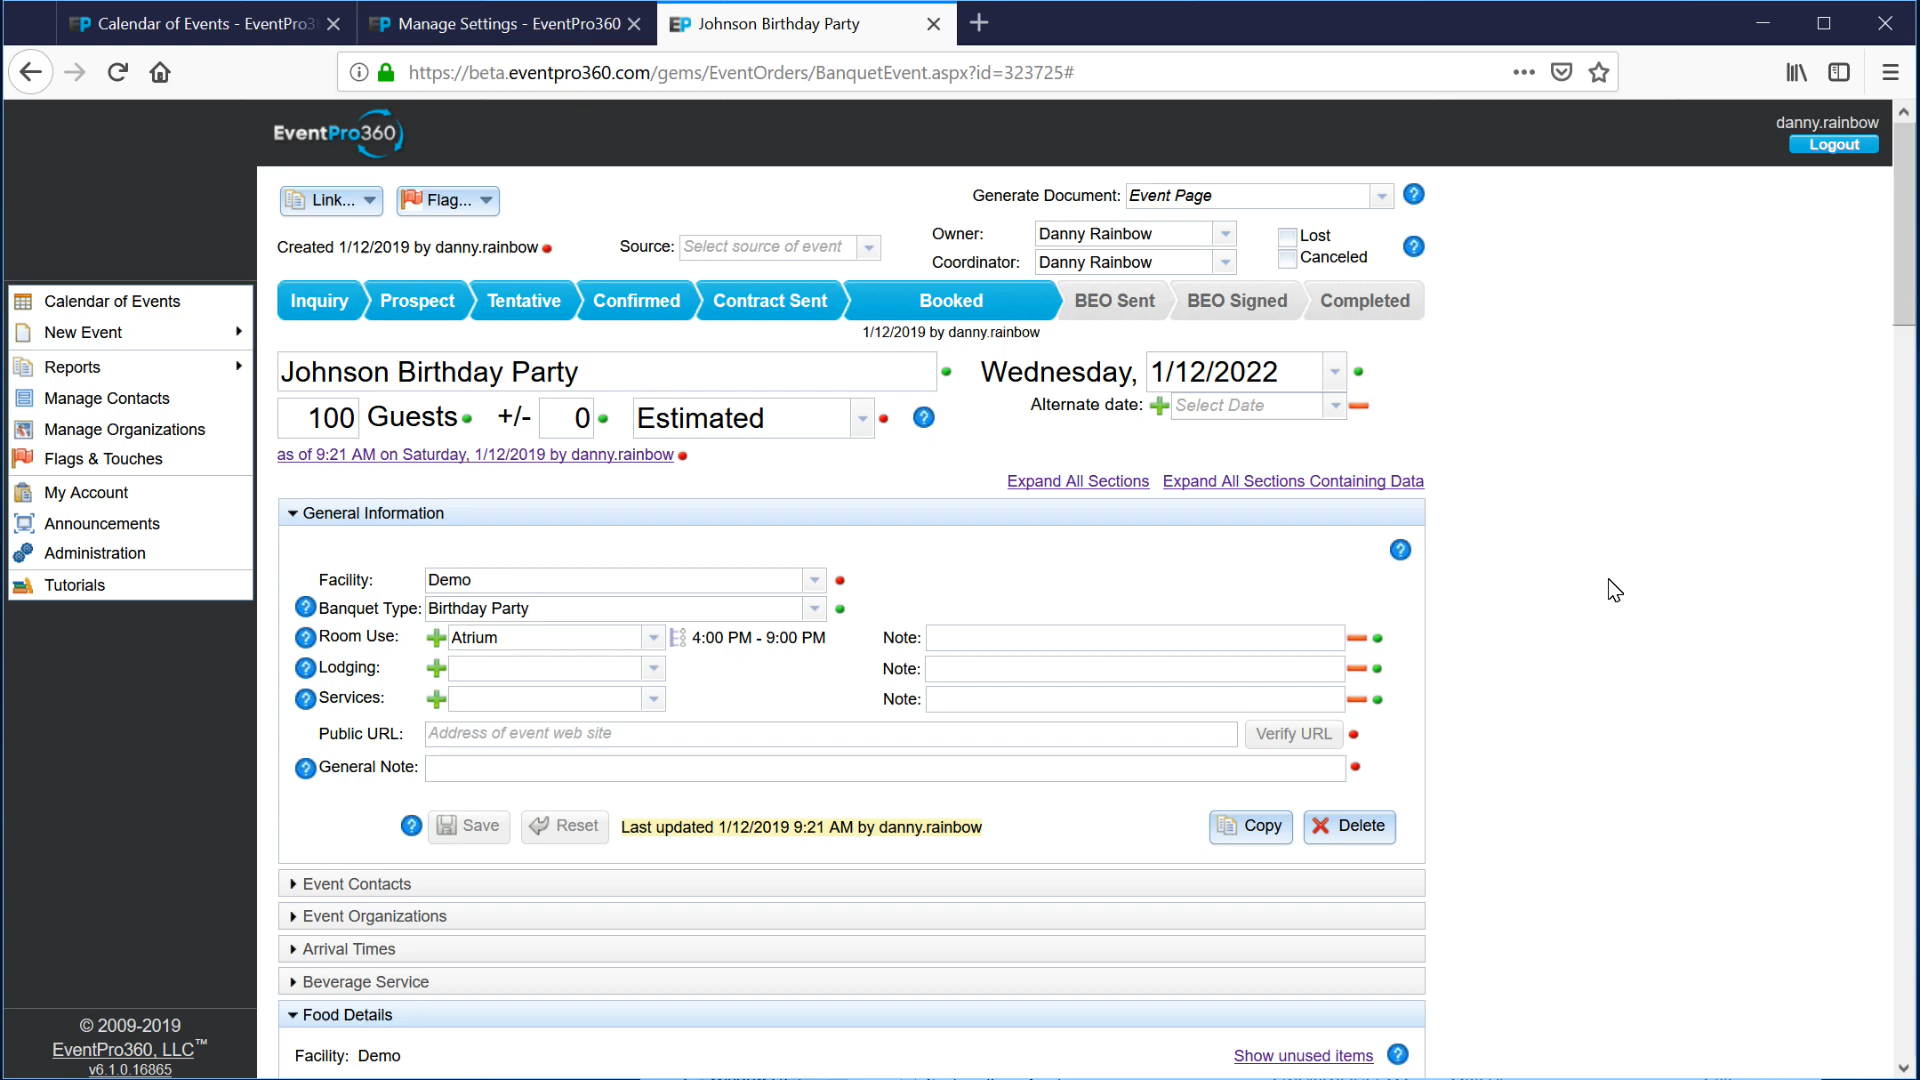 Calendar of Events - EventPro3
Manage Settings - EventPro360
Johnson Birthday Party
https://beta.eventpro360.com/gems/EventOrders/BanquetEvent.aspx?id=323725#
EventPro360
danny.rainbow
Logout
Link...
Flag...
Generate Document: Event Page
Created 1/12/2019 by danny.rainbow
Source: Select source of event
Owner: Danny Rainbow
Lost
Coordinator: Danny Rainbow
Canceled
Inquiry
Prospect
Tentative
Confirmed
Contract Sent
Booked
BEO Sent
BEO Signed
Completed
1/12/2019 by danny.rainbow
Calendar of Events
New Event
Reports
Manage Contacts
Manage Organizations
Flags & Touches
My Account
Announcements
Administration
Tutorials
Johnson Birthday Party
Wednesday, 1/12/2022
100 Guests +/- 0 Estimated
Alternate date: Select Date
as of 9:21 AM on Saturday, 1/12/2019 by danny.rainbow
Expand All Sections Expand All Sections Containing Data
General Information
Facility: Demo
Banquet Type: Birthday Party
Room Use: Atrium 4:00 PM - 9:00 PM Note:
Lodging: Note:
Services: Note:
Public URL: Address of event web site Verify URL
General Note:
Save Reset Last updated 1/12/2019 9:21 AM by danny.rainbow Copy Delete
Event Contacts
Event Organizations
Arrival Times
Beverage Service
Food Details
Facility: Demo Show unused items
© 2009-2019
EventPro360, LLC™
v6.1.0.16865